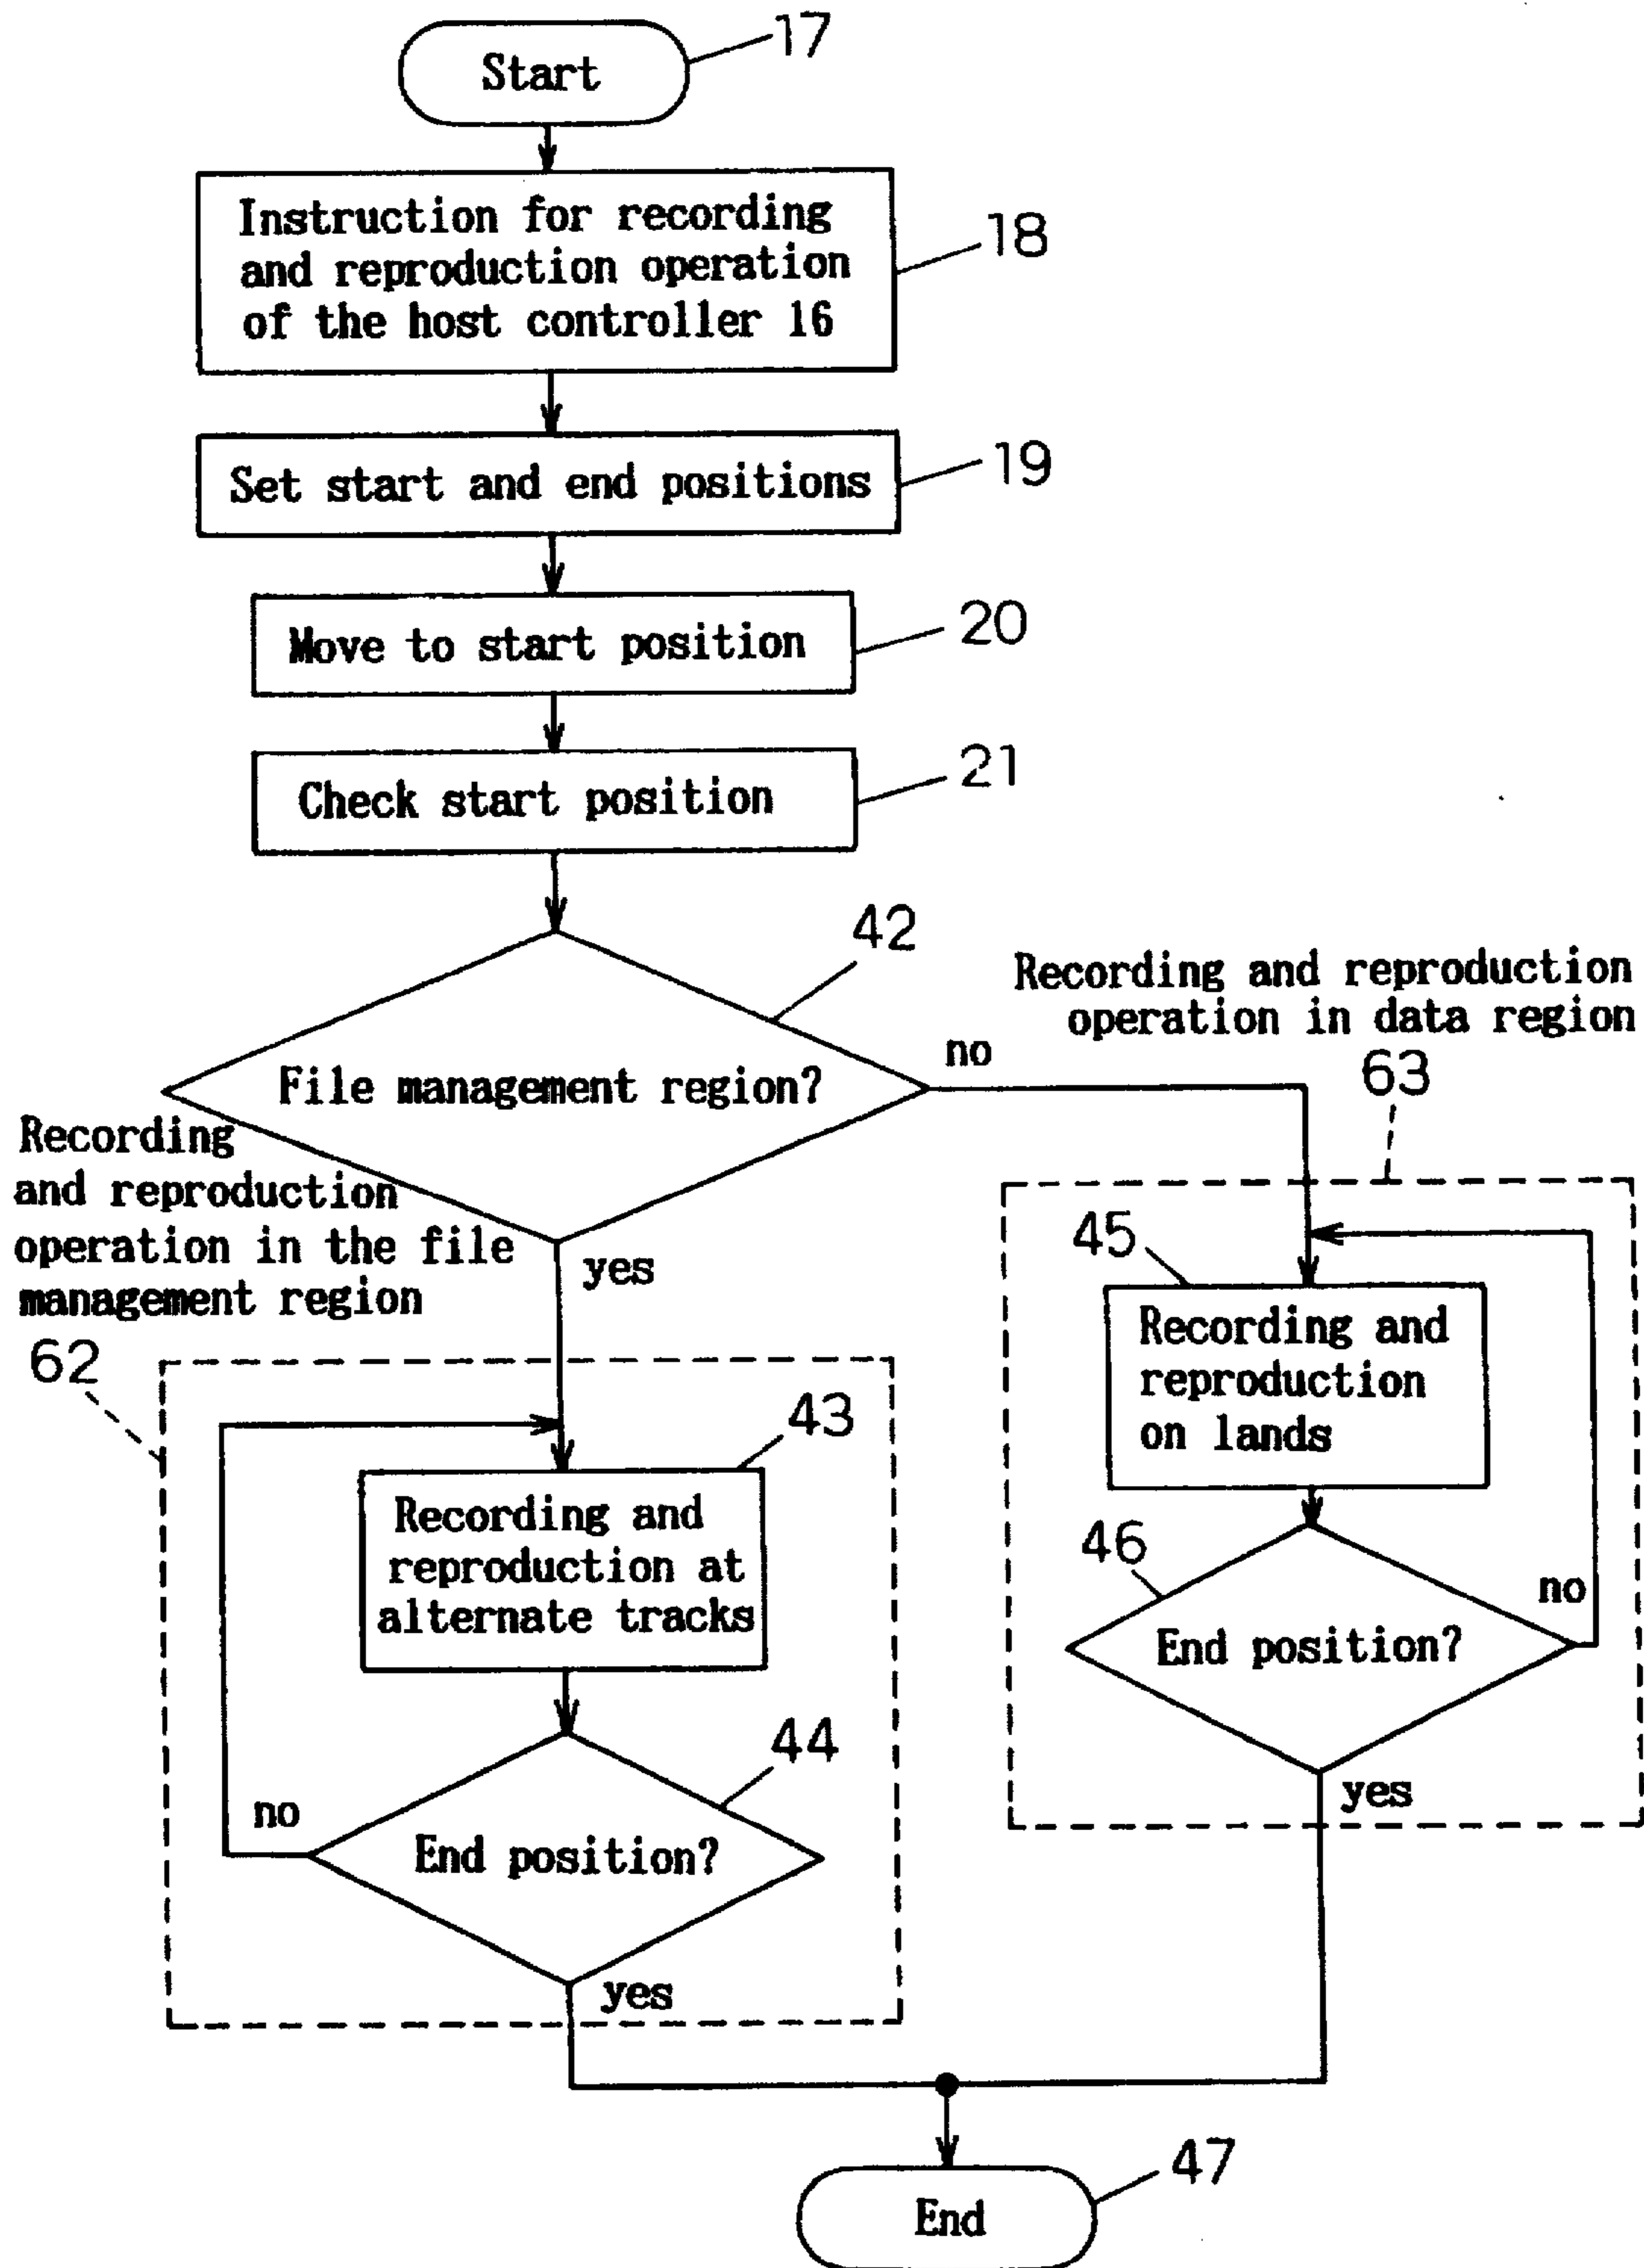 Start
17
Instruction for recording
and reproduction operation
of the host controller 16
18
Set start and end positions
19
Move to start position
20
Check start position
21
42
File management region?
no
yes
Recording and reproduction
operation in data region
63
Recording
and reproduction
operation in the file
management region
62
45
Recording and
reproduction
on lands
46
End position?
no
yes
43
Recording and
reproduction at
alternate tracks
44
End position?
no
yes
End
47